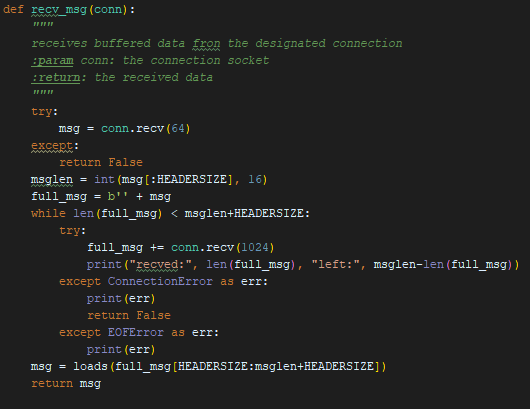 def recv_msg(conn):
    """
    receives buffered data fron the designated connection
    :param conn: the connection socket
    :return: the received data
    """
    try:
        msg = conn.recv(64)
    except:
        return False
    msglen = int(msg[:HEADERSIZE], 16)
    full_msg = b'' + msg
    while len(full_msg) < msglen+HEADERSIZE:
        try:
            full_msg += conn.recv(1024)
            print("recved:", len(full_msg), "left:", msglen-len(full_msg))
        except ConnectionError as err:
            print(err)
            return False
        except EOFError as err:
            print(err)
    msg = loads(full_msg[HEADERSIZE:msglen+HEADERSIZE])
    return msg